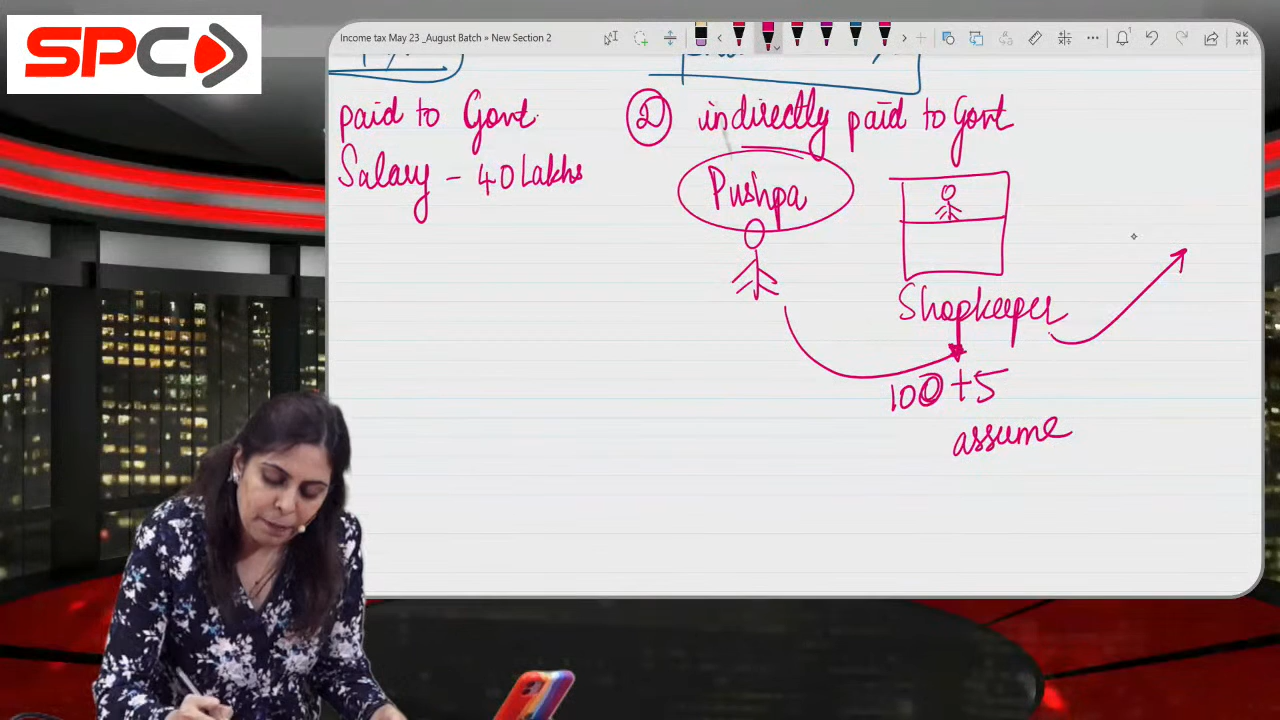 SPC
Income tax May 23 _August Batch » New Section 2
paid to Govt.
Salary - 40 Lakhs
② indirectly paid to Govt
Pushpa
Shopkeeper
100 + 5
assume